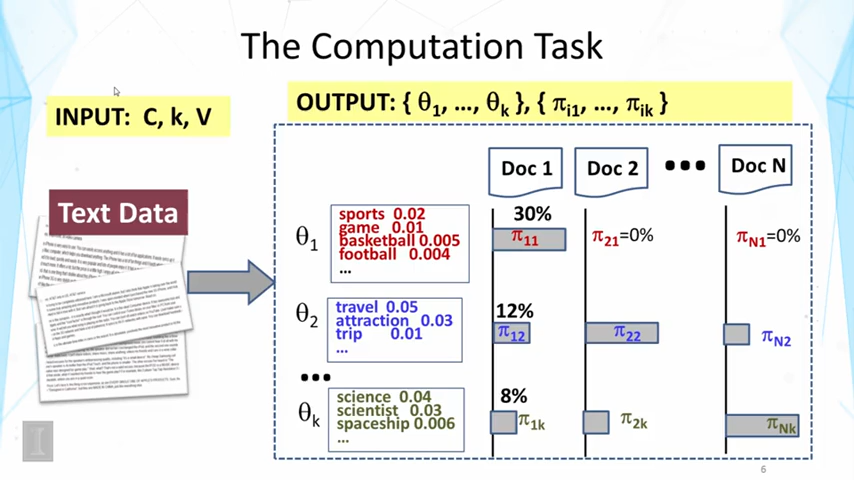 The Computation Task
INPUT: C, k, V
OUTPUT: { θ1, ..., θk }, { πi1, ..., πik }
Text Data
Doc 1
Doc 2
•••
Doc N
θ1
sports 0.02
game 0.01
basketball 0.005
football 0.004
...
30%
π11
π21=0%
πN1=0%
θ2
travel 0.05
attraction 0.03
trip 0.01
...
12%
π12
π22
πN2
•••
θk
science 0.04
scientist 0.03
spaceship 0.006
...
8%
π1k
π2k
πNk
I
6